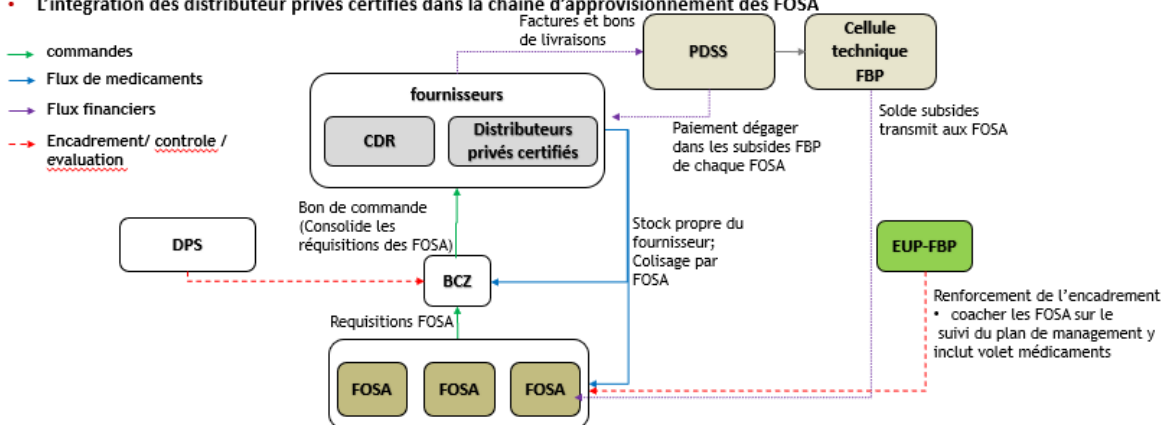 • L'intégration des distributeur privés certifiés dans la chaine d'approvisionnement des FOSA
commandes
Flux de medicaments
Flux financiers
Encadrement/ controle /
evaluation
Factures et bons
de livraisons
PDSS
Cellule
technique
FBP
fournisseurs
CDR
Distributeurs
privés certifiés
Paiement dégager
dans les subsides FBP
de chaque FOSA
Solde subsides
transmit aux FOSA
Bon de commande
(Consolide les
réquisitions des FOSA)
DPS
BCZ
Stock propre du
fournisseur;
Colisage par
FOSA
EUP-FBP
Renforcement de l'encadrement
• coacher les FOSA sur le
suivi du plan de management y
inclut volet médicaments
Requisitions FOSA
FOSA
FOSA
FOSA